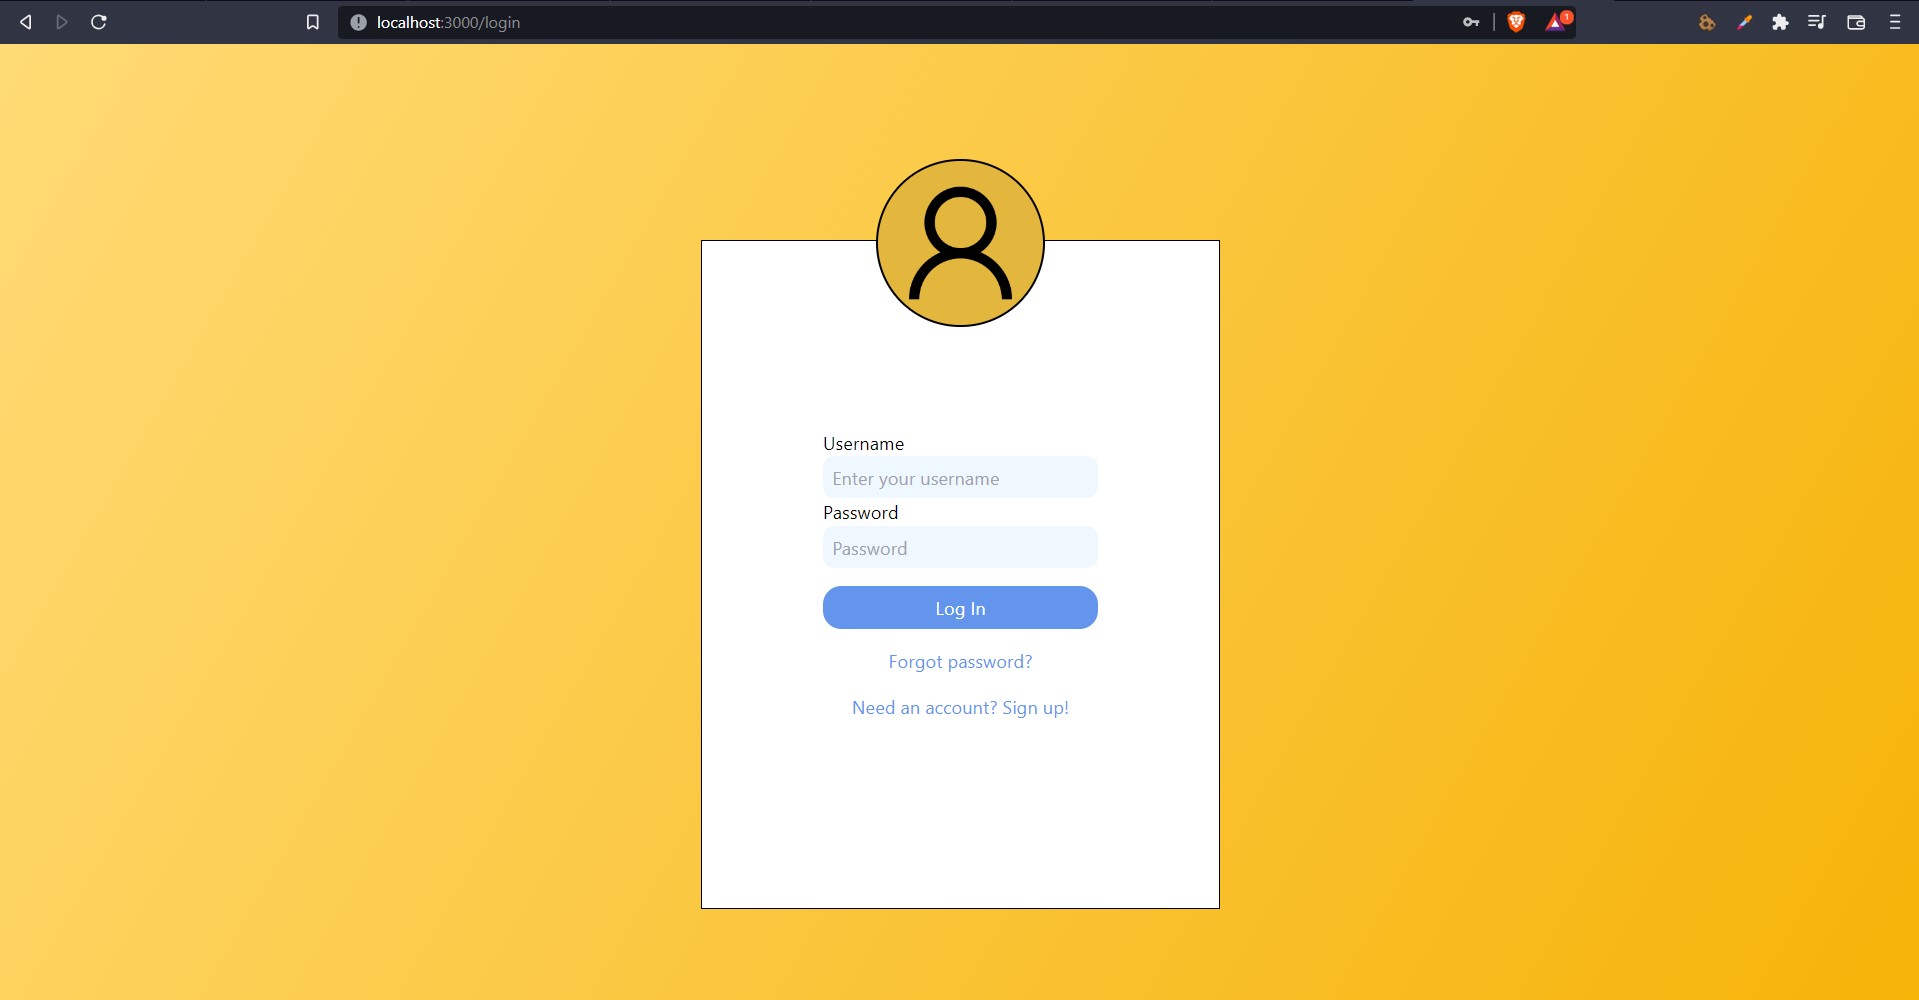 localhost:3000/login
1
Username
Enter your username
Password
Password
Log In
Forgot password?
Need an account? Sign up!